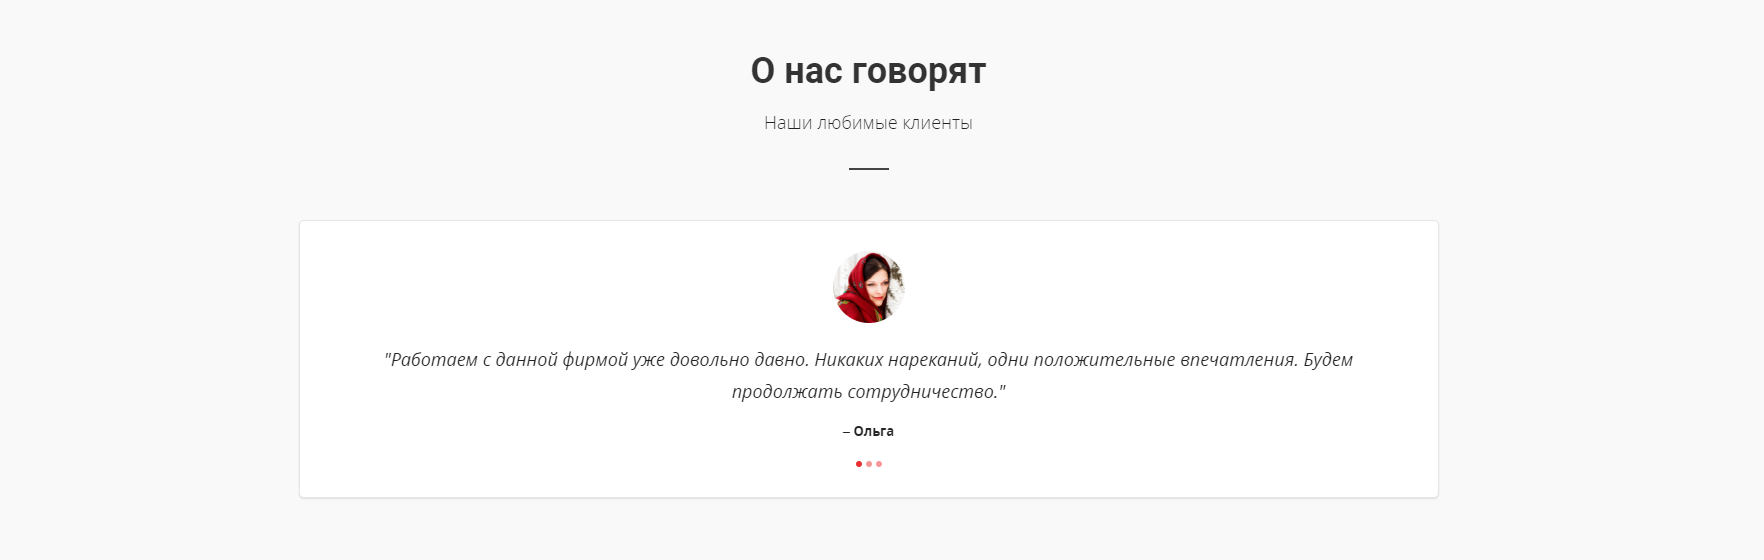 О нас говорят
Наши любимые клиенты
"Работаем с данной фирмой уже довольно давно. Никаких нареканий, одни положительные впечатления. Будем
продолжать сотрудничество."
– Ольга